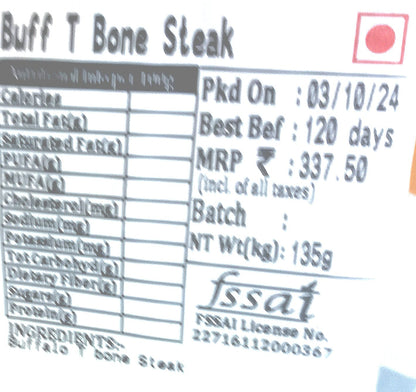 Buff T Bone Steak
Calories
Total Fat(g)
Saturated Fat(g)
PUFA(g)
MUFA(g)
Cholesterol(mg)
Sodium(mg)
Potassium(mg)
Tot Carbohyd(g)
Dietary Fiber(g)
Sugars(g)
Protein(g)
INGREDIENTS:-
Buffalo T bone Steak
Pkd On : 03/10/24
Best Bef : 120 days
MRP ₹ : 337.50
(incl. of all taxes)
Batch :
NT Wt(kg): 135g
fssai
FSSAI License No.
22716112000367